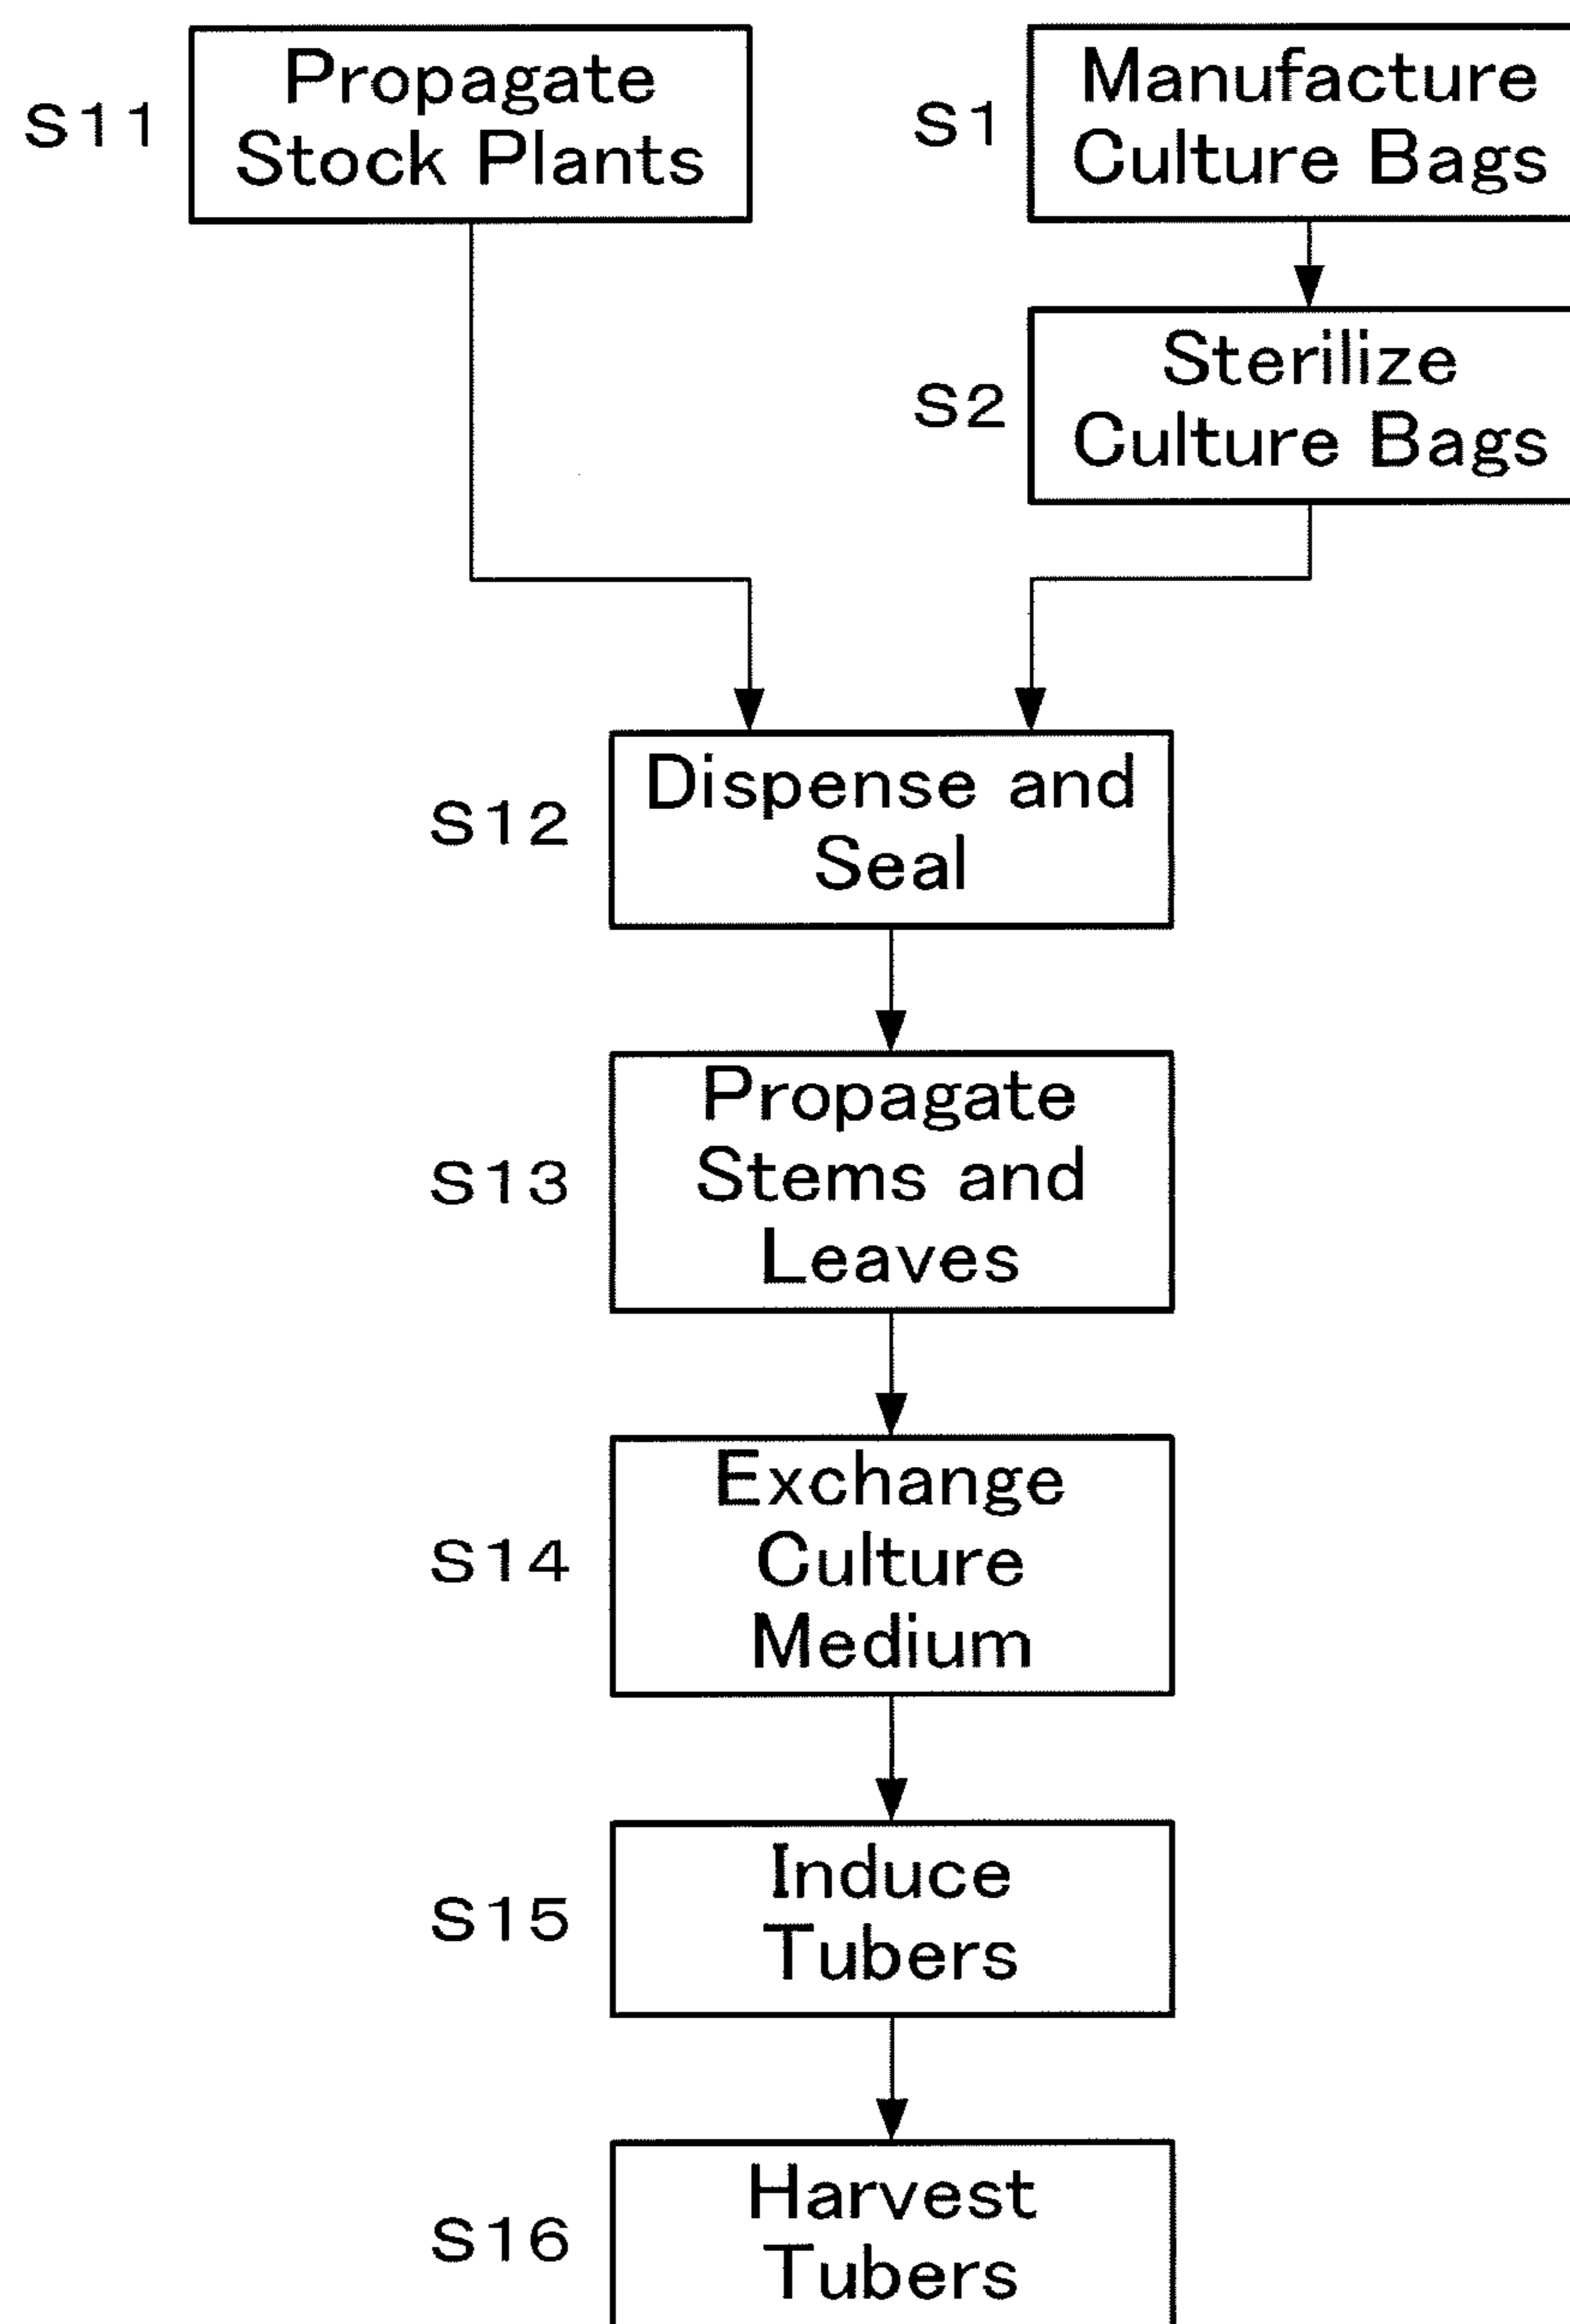 S11
Propagate
Stock Plants
S1
Manufacture
Culture Bags
S2
Sterilize
Culture Bags
S12
Dispense and
Seal
S13
Propagate
Stems and
Leaves
S14
Exchange
Culture
Medium
S15
Induce
Tubers
S16
Harvest
Tubers